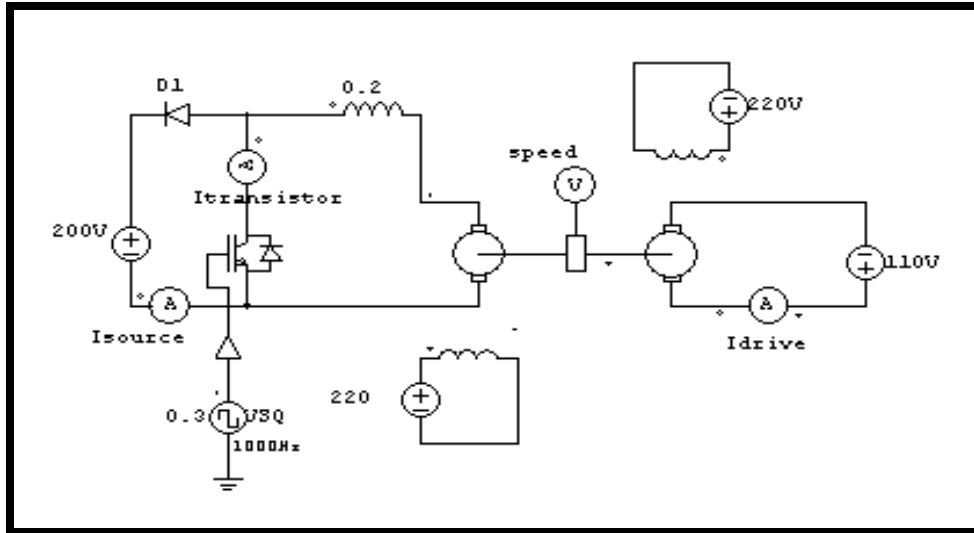 D1
0.2
220V
speed
V
A
Itransistor
200V
110V
A
Isource
A
Idrive
220
0.3
VSQ
1000Hz